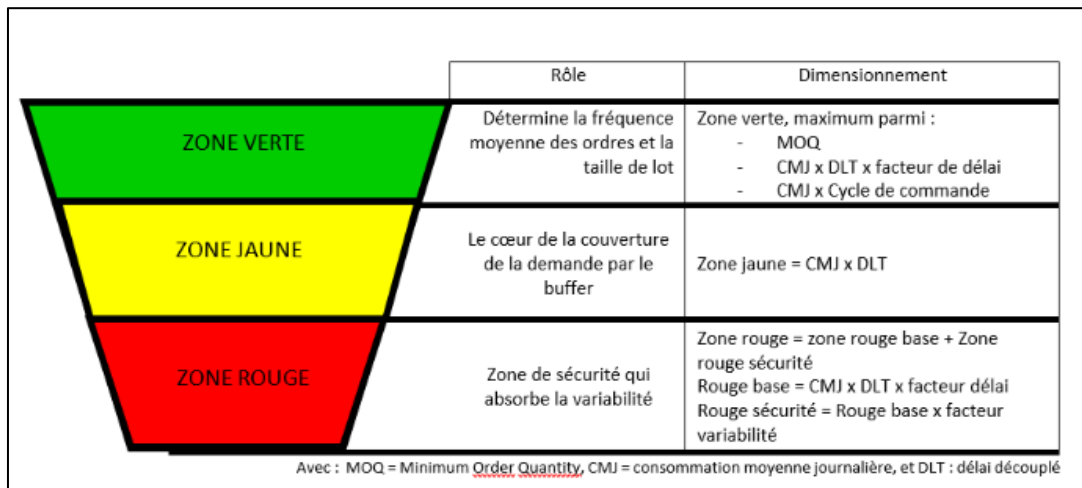 Rôle
Dimensionnement
ZONE VERTE
Détermine la fréquence
moyenne des ordres et la
taille de lot
Zone verte, maximum parmi :
- MOQ
- CMJ x DLT x facteur de délai
- CMJ x Cycle de commande
ZONE JAUNE
Le cœur de la couverture
de la demande par le
buffer
Zone jaune = CMJ x DLT
ZONE ROUGE
Zone de sécurité qui
absorbe la variabilité
Zone rouge = zone rouge base + Zone
rouge sécurité
Rouge base = CMJ x DLT x facteur délai
Rouge sécurité = Rouge base x facteur
variabilité
Avec : MOQ = Minimum Order Quantity, CMJ = consommation moyenne journalière, et DLT : délai découplé